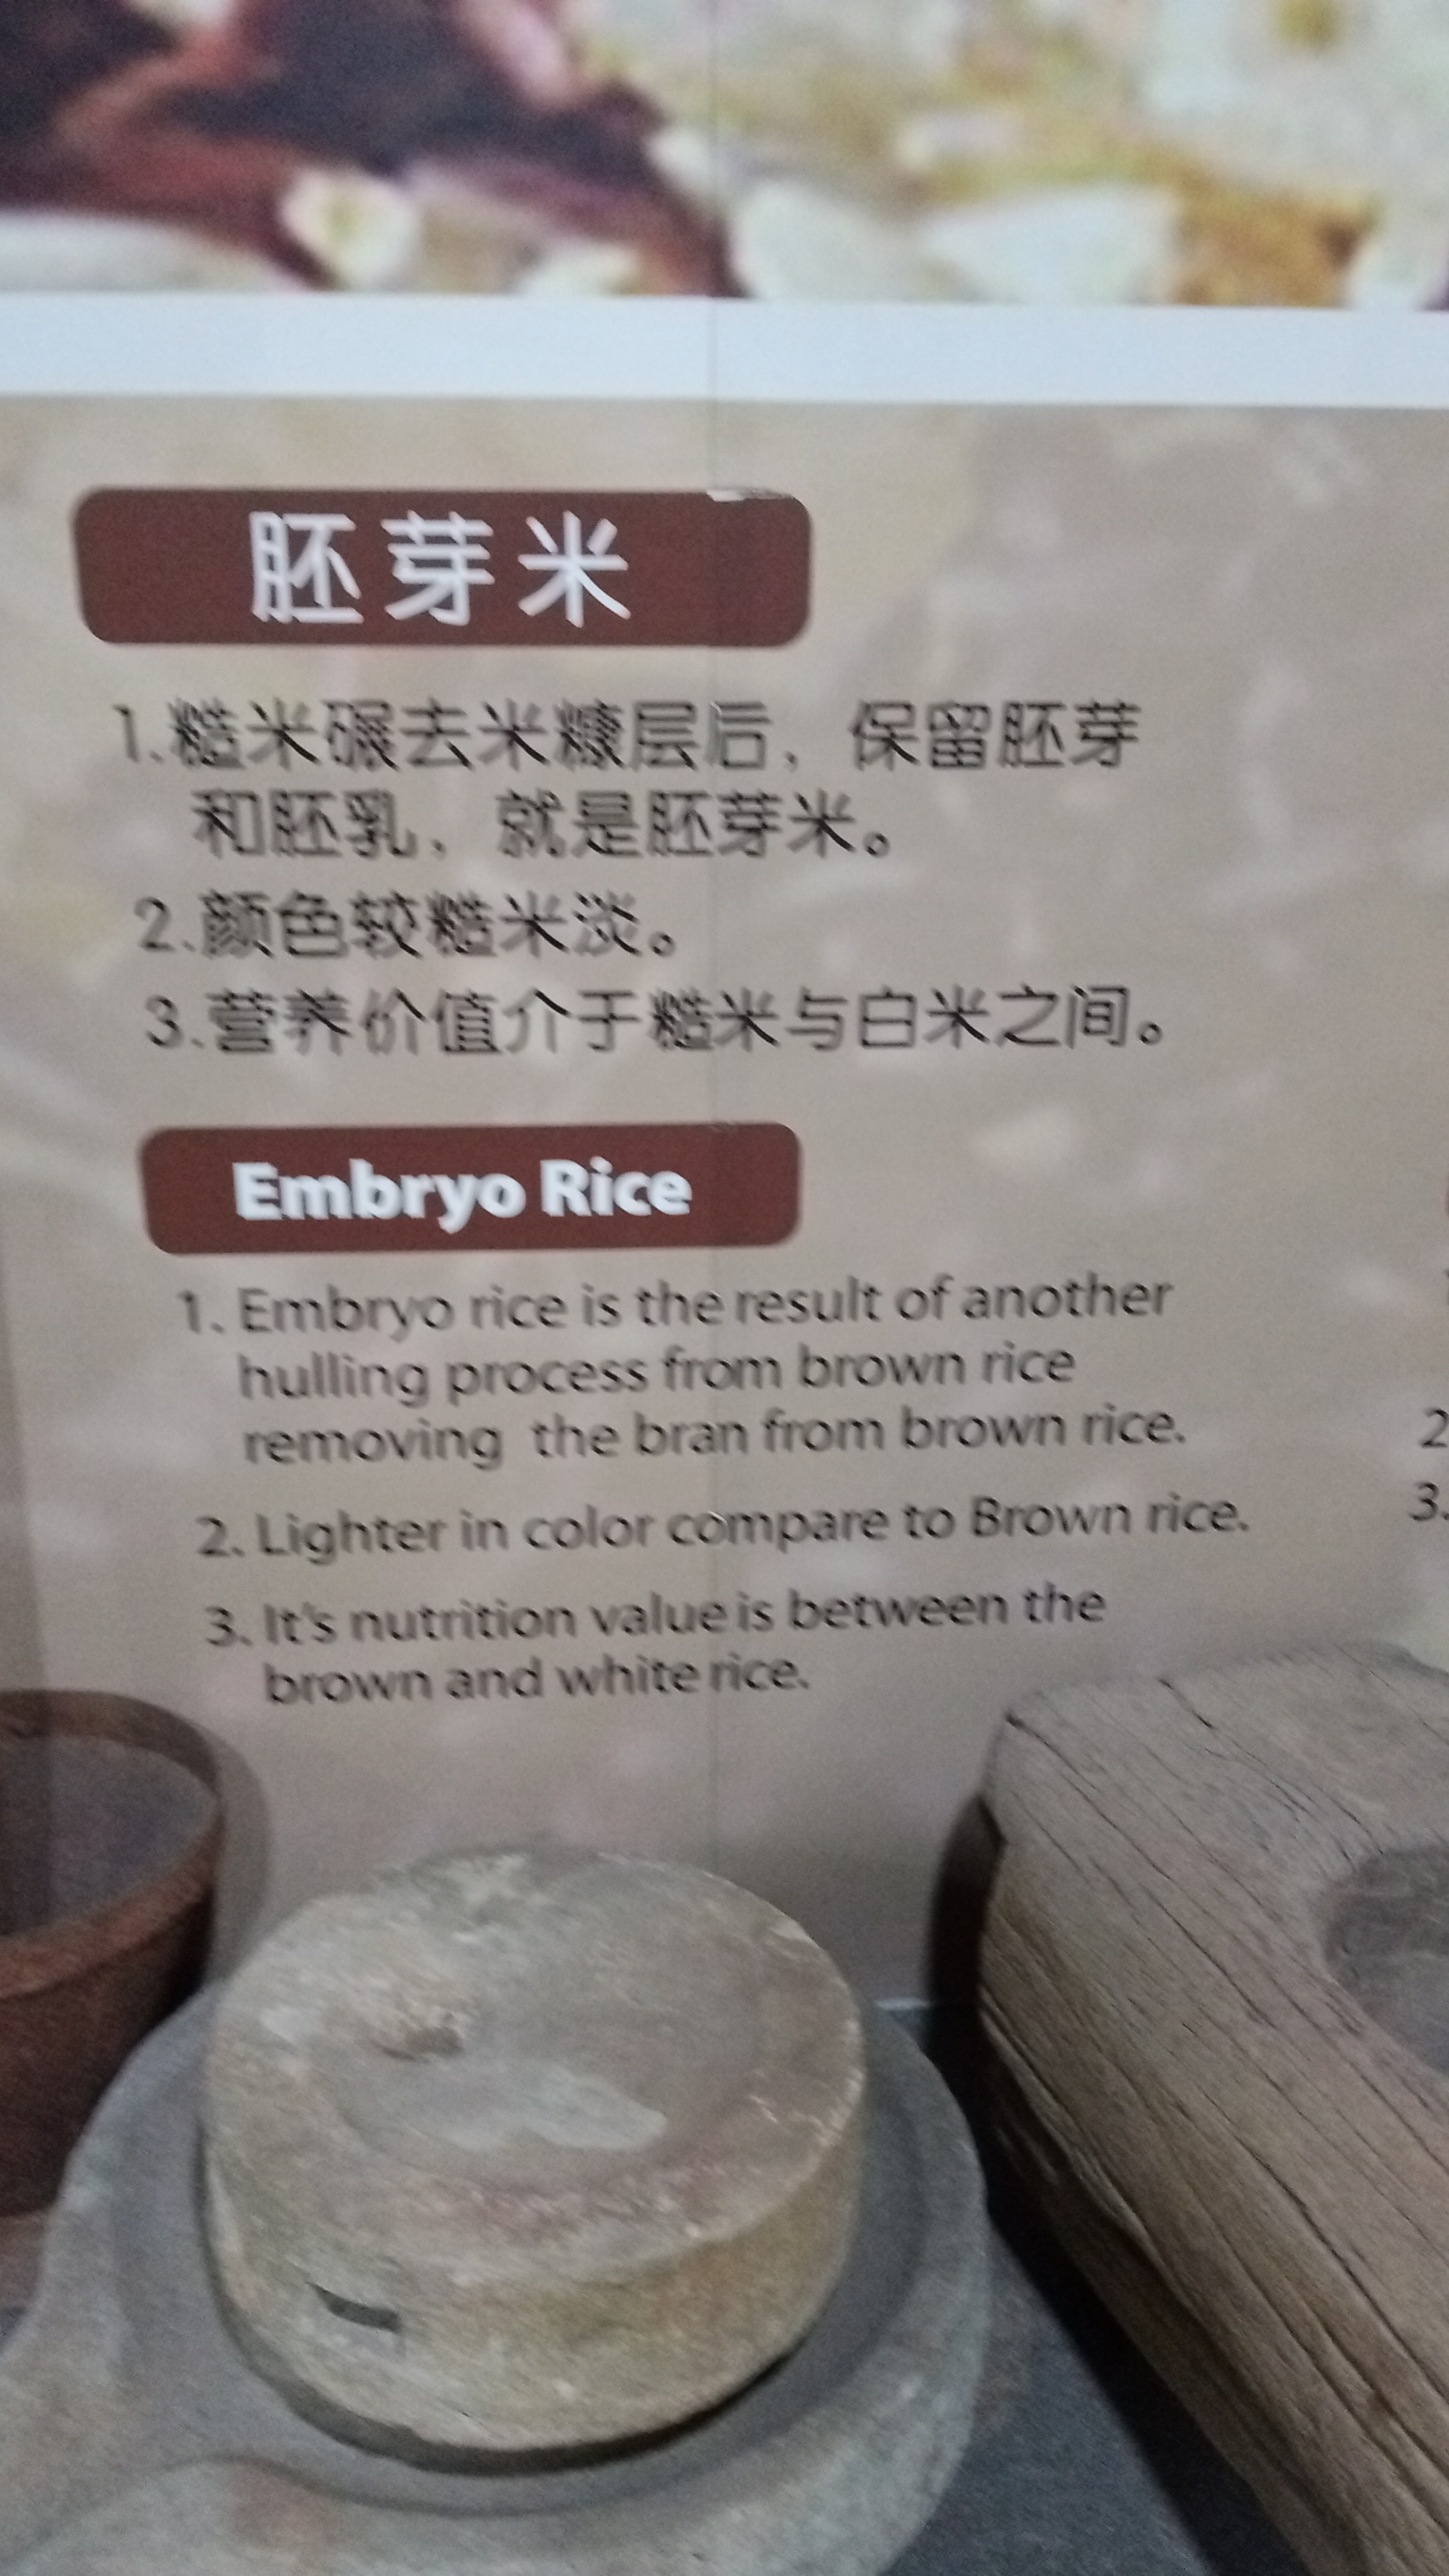 胚芽米
1.糙米碾去米糠层后，保留胚芽
和胚乳，就是胚芽米。
2.颜色较糙米淡。
3.营养价值介于糙米与白米之间。
Embryo Rice
1. Embryo rice is the result of another
hulling process from brown rice
removing the bran from brown rice.
2. Lighter in color compare to Brown rice.
3. It's nutrition value is between the
brown and white rice.
2
3.